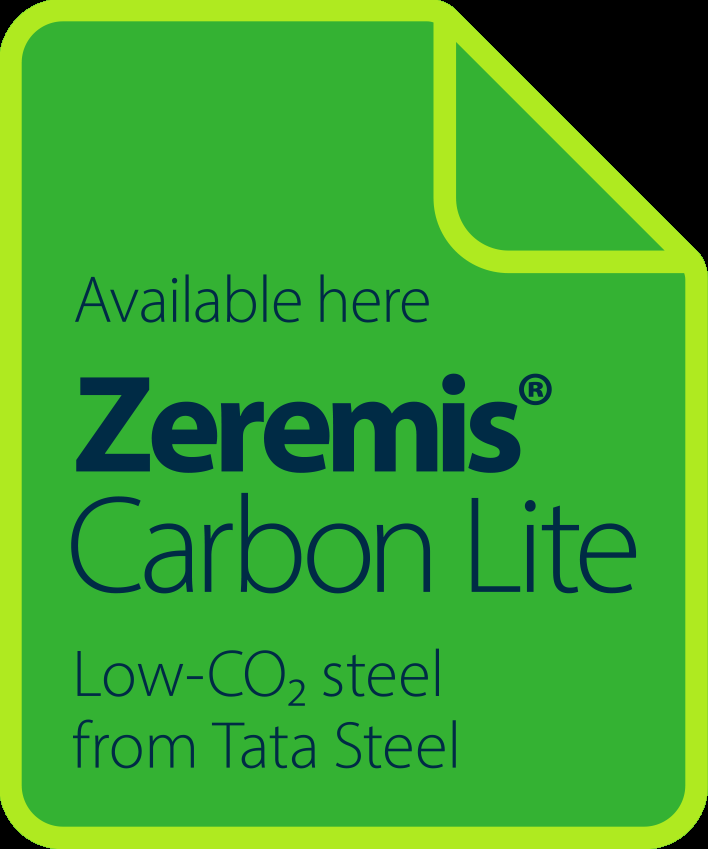 Available here
Zeremis®
Carbon Lite
Low-CO₂ steel
from Tata Steel